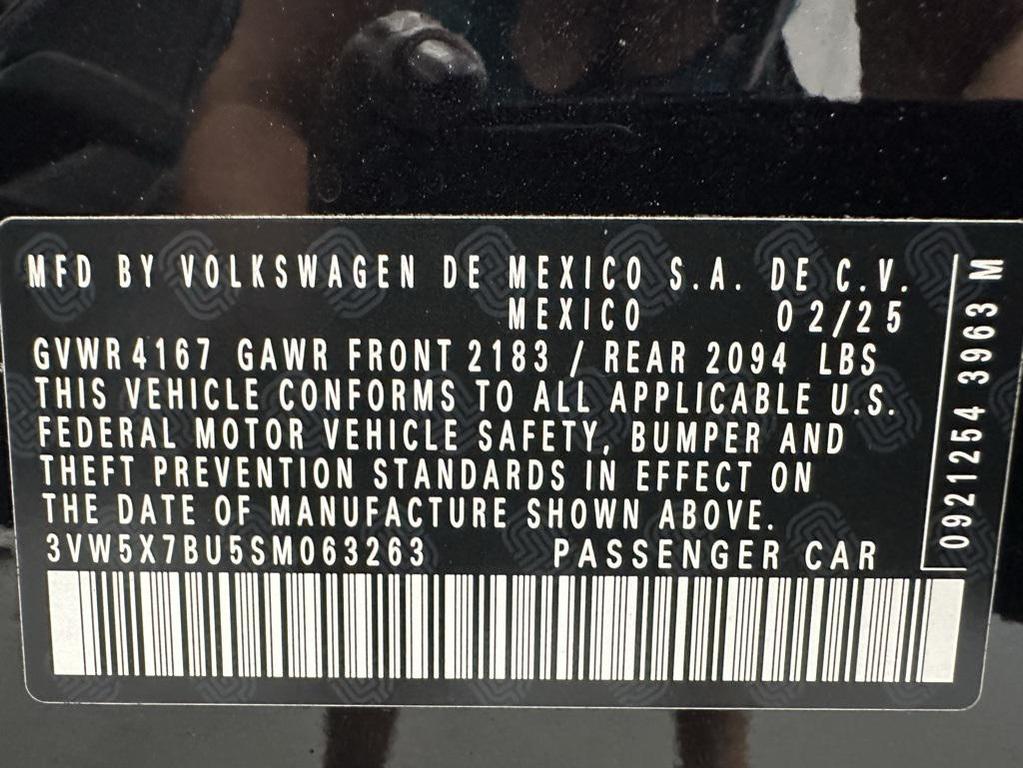 MFD BY VOLKSWAGEN DE MEXICO S.A. DE C.V.
MEXICO 02/25
GVWR 4167 GAWR FRONT 2183 / REAR 2094 LBS
THIS VEHICLE CONFORMS TO ALL APPLICABLE U.S.
FEDERAL MOTOR VEHICLE SAFETY, BUMPER AND
THEFT PREVENTION STANDARDS IN EFFECT ON
THE DATE OF MANUFACTURE SHOWN ABOVE.
3VW5X7BU5SM063263 PASSENGER CAR
0921254 3963 M